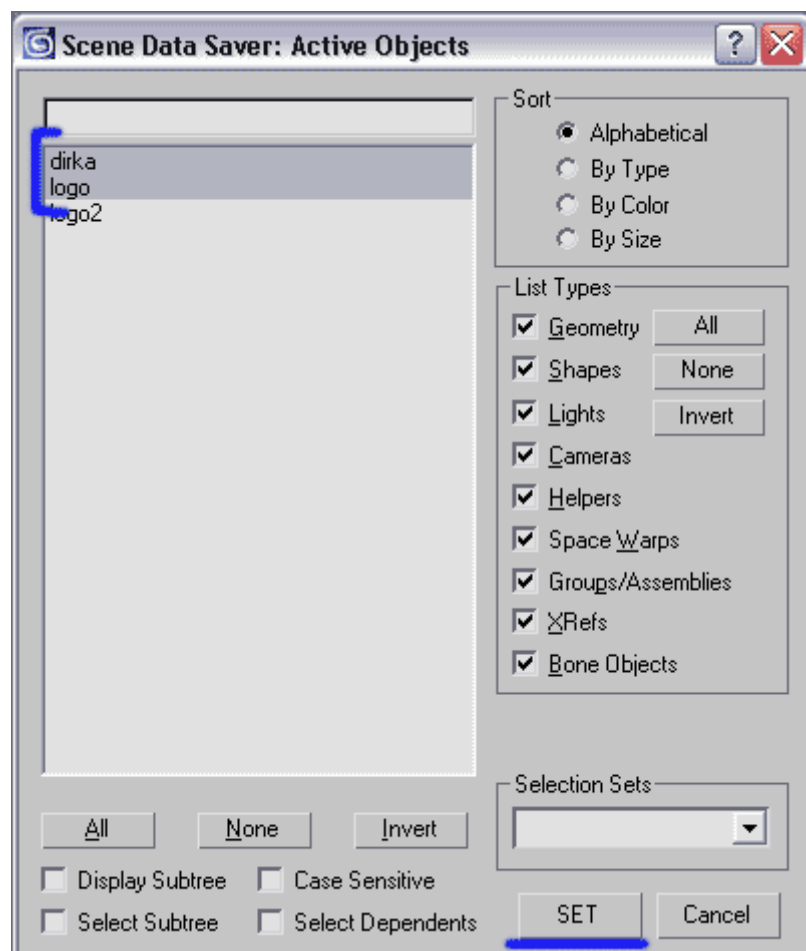 Scene Data Saver: Active Objects
dirka
logo
logo2
Sort
Alphabetical
By Type
By Color
By Size
List Types
Geometry
All
Shapes
None
Lights
Invert
Cameras
Helpers
Space Warps
Groups/Assemblies
XRefs
Bone Objects
Selection Sets
All
None
Invert
Display Subtree
Case Sensitive
Select Subtree
Select Dependents
SET
Cancel